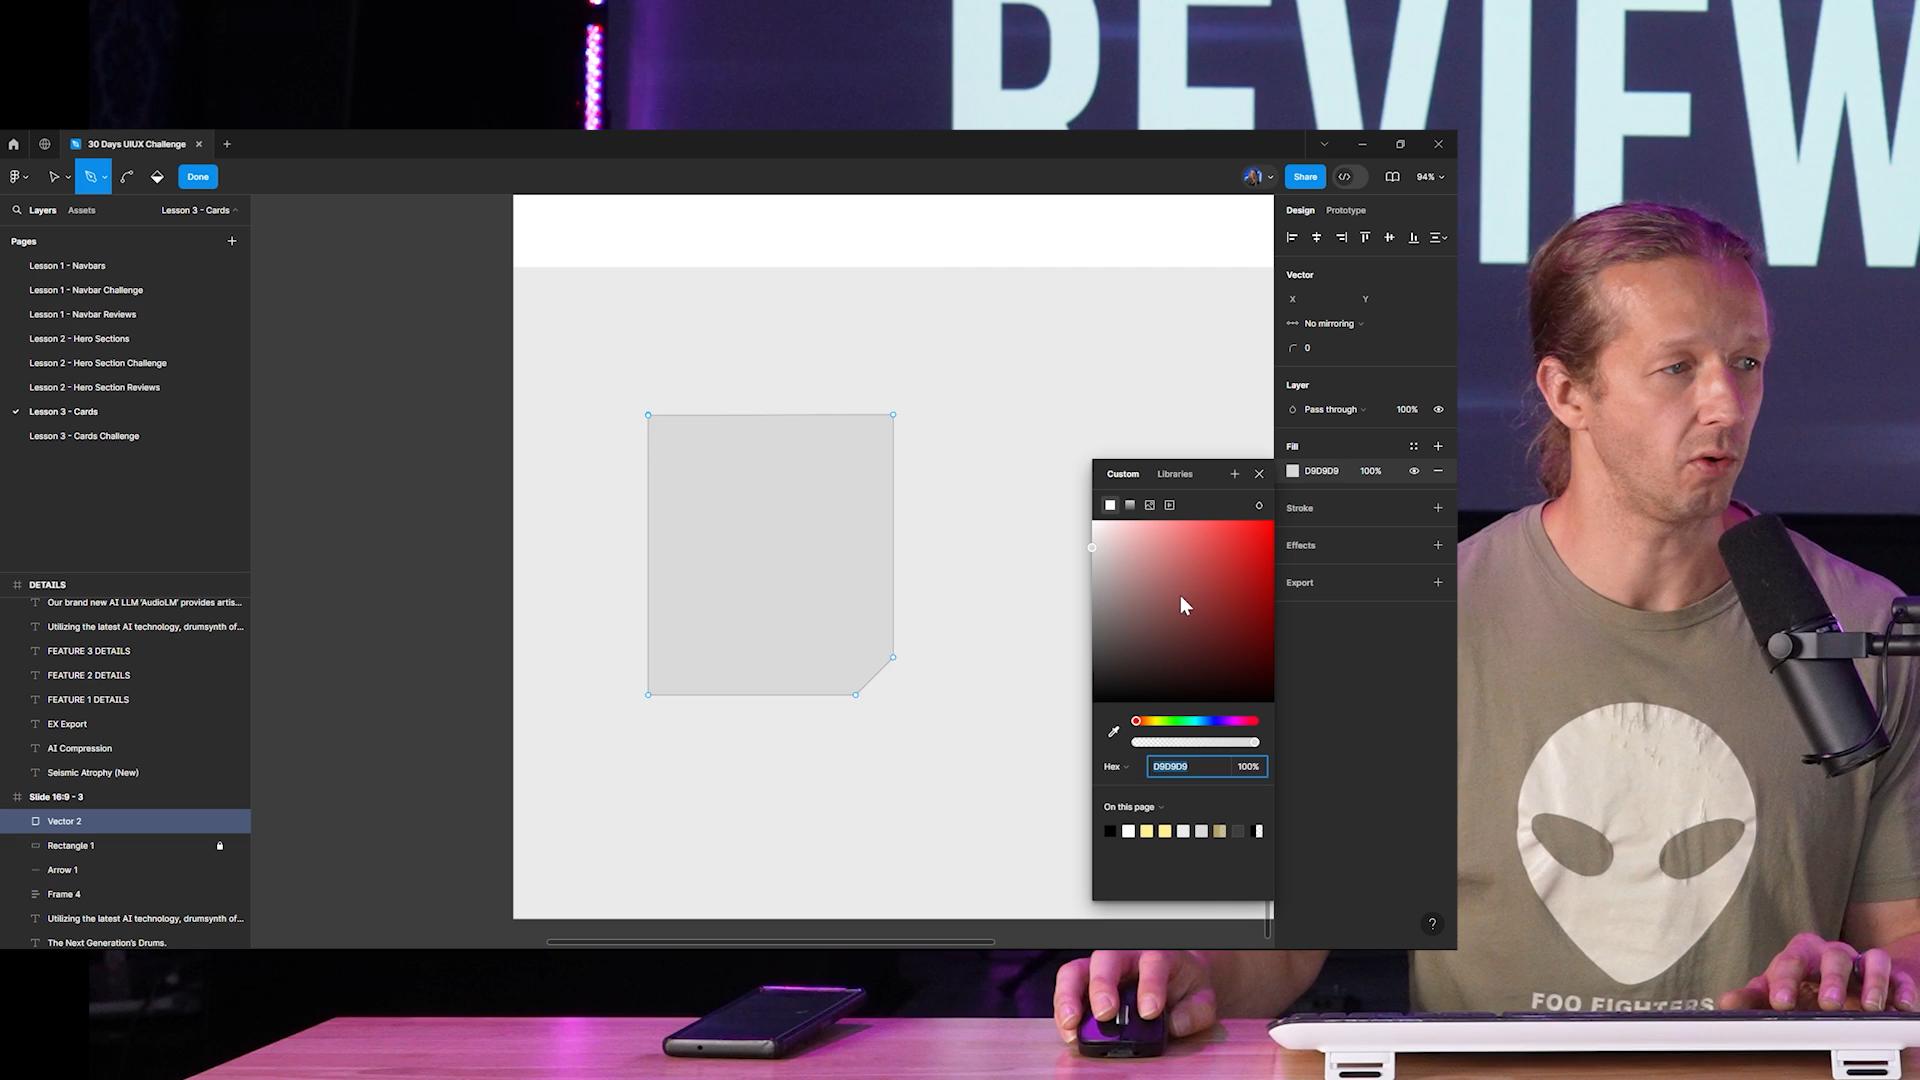 REVIEW
30 Days UIUX Challenge
Done
Share
94%
Layers
Assets
Lesson 3 - Cards
Design
Prototype
Pages
Lesson 1 - Navbars
Lesson 1 - Navbar Challenge
Lesson 1 - Navbar Reviews
Lesson 2 - Hero Sections
Lesson 2 - Hero Section Challenge
Lesson 2 - Hero Section Reviews
Lesson 3 - Cards
Lesson 3 - Cards Challenge
DETAILS
Our brand new AI LLM 'AudioLM' provides artis...
Utilizing the latest AI technology, drumsynth of...
FEATURE 3 DETAILS
FEATURE 2 DETAILS
FEATURE 1 DETAILS
EX Export
AI Compression
Seismic Atrophy (New)
Slide 16:9 - 3
Vector 2
Rectangle 1
Arrow 1
Frame 4
Utilizing the latest AI technology, drumsynth of...
The Next Generation's Drums.
Custom
Libraries
Hex
D9D9D9
100%
On this page
Vector
X
Y
No mirroring
0
Layer
Pass through
100%
Fill
D9D9D9
100%
Stroke
Effects
Export
?
FOO FIGHTERS